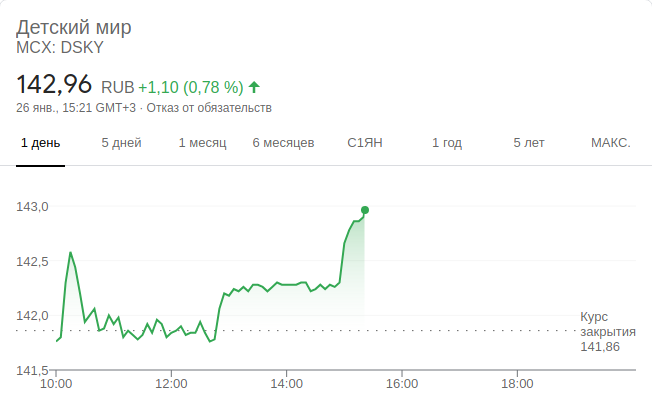 Детский мир
MCX: DSKY
142,96 RUB +1,10 (0,78 %)
26 янв., 15:21 GMT+3 · Отказ от обязательств
1 день 5 дней 1 месяц 6 месяцев С1ЯН 1 год 5 лет МАКС.
143,0
142,5
142,0
Курс
закрытия
141,86
141,5
10:00 12:00 14:00 16:00 18:00